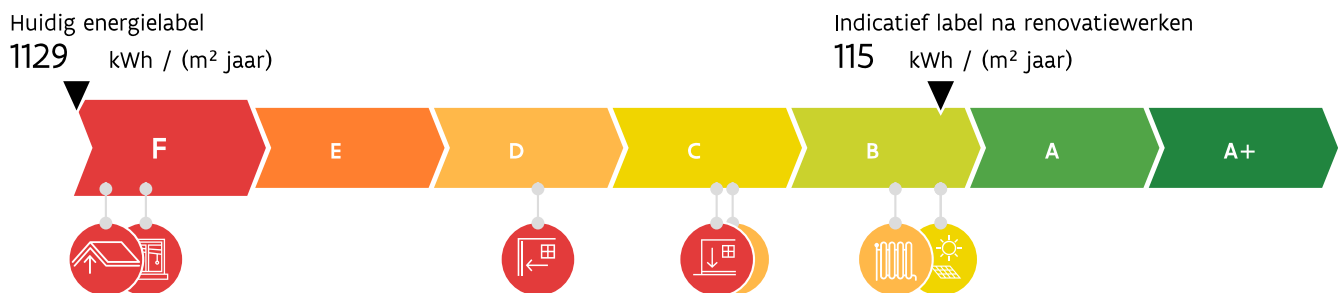 Huidig energielabel
1129 kWh / (m² jaar)
Indicatief label na renovatiewerken
115 kWh / (m² jaar)
F E D C B A A+